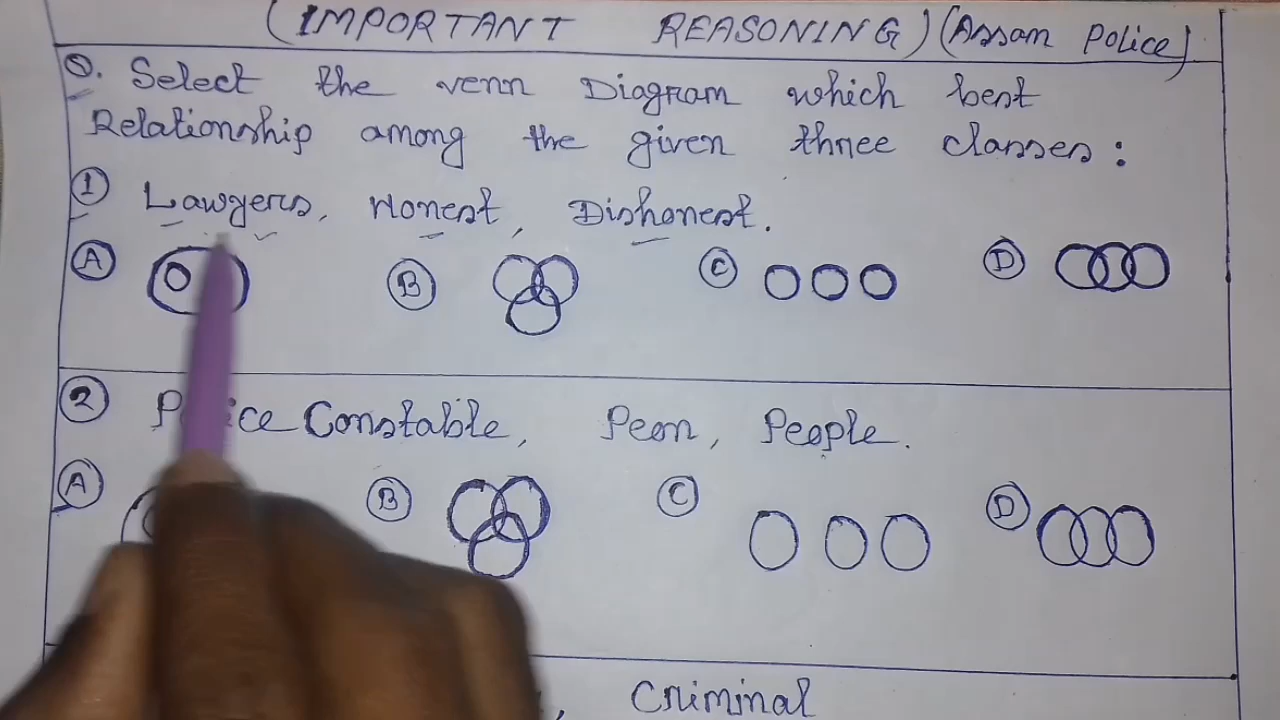 (IMPORTANT REASONING) (Assam Police)
Q. Select the venn Diagram which best
Relationship among the given three classes:
① Lawyers, Honest, Dishonest.
Ⓐ Ⓑ Ⓒ Ⓓ
② Constable, Peon, People.
Ⓐ Ⓑ Ⓒ Ⓓ
, Criminal